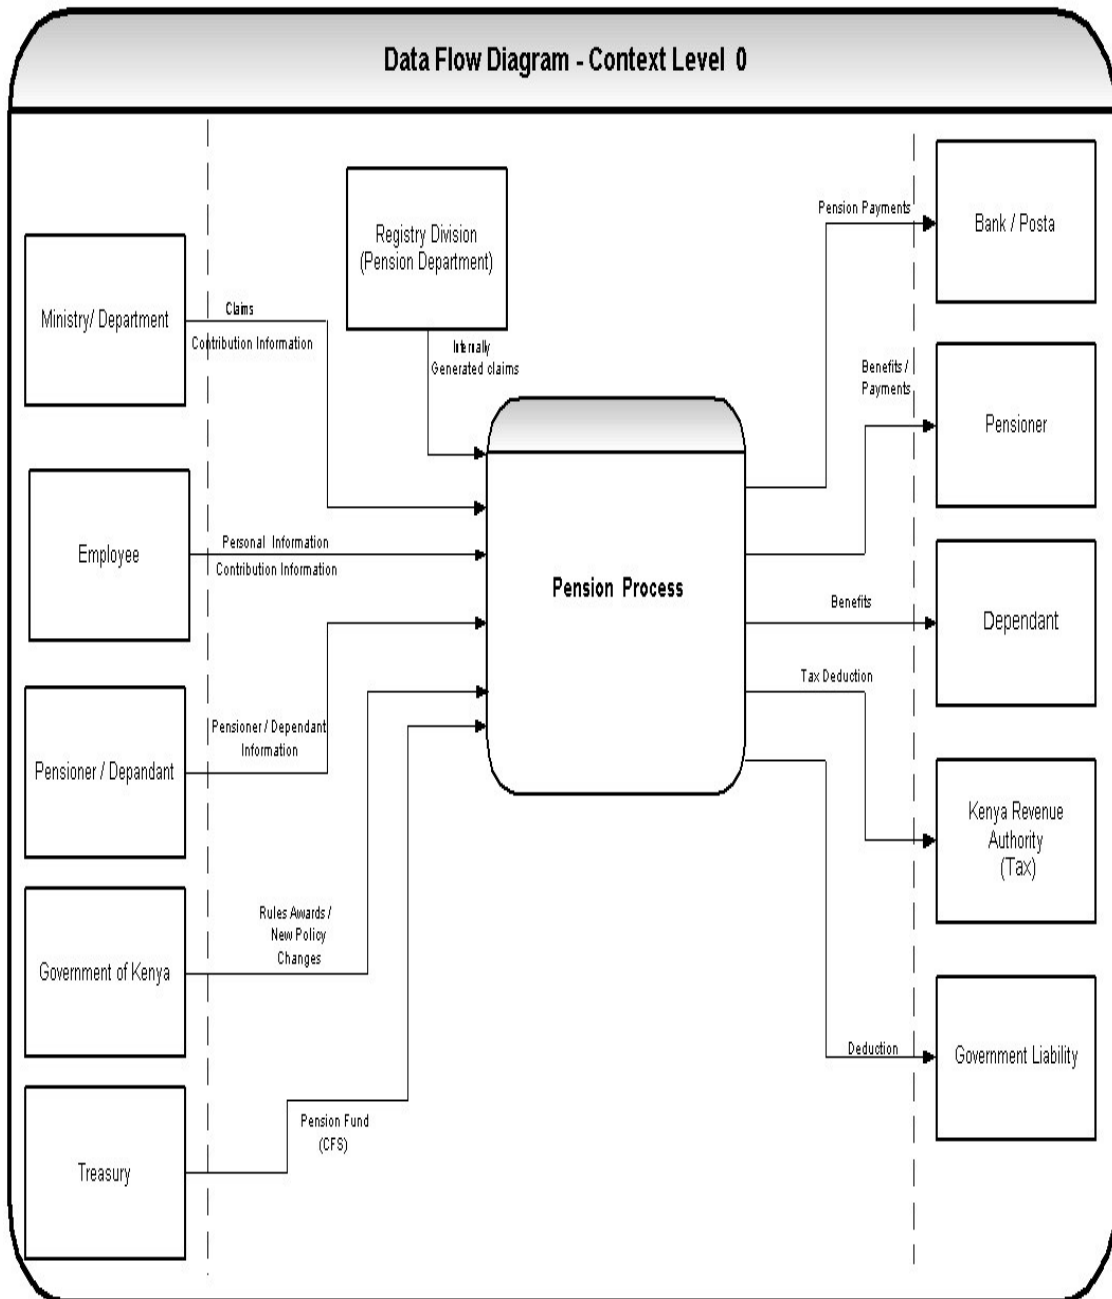 Data Flow Diagram - Context Level 0
Registry Division
(Pension Department)
Ministry/ Department
Claims
Contribution Information
Internally
Generated claims
Employee
Personal Information
Contribution Information
Pensioner / Depandant
Pensioner / Dependant
Information
Government of Kenya
Rules Awards /
New Policy
Changes
Treasury
Pension Fund
(CFS)
Pension Process
Pension Payments
Bank / Posta
Benefits /
Payments
Pensioner
Benefits
Dependant
Tax Deduction
Kenya Revenue
Authority
(Tax)
Deduction
Government Liability